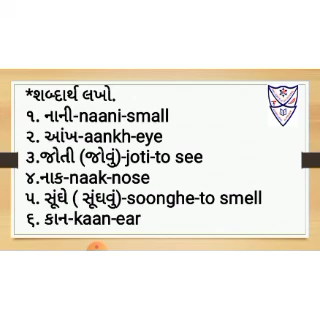 *શબ્દાર્થ લખો.
૧. નાની-naani-small
૨. આંખ-aankh-eye
૩.જોતી (જોવું)-joti-to see
૪.નાક-naak-nose
૫. સૂંઘે ( સૂંઘવું)-soonghe-to smell
૬. કાન-kaan-ear